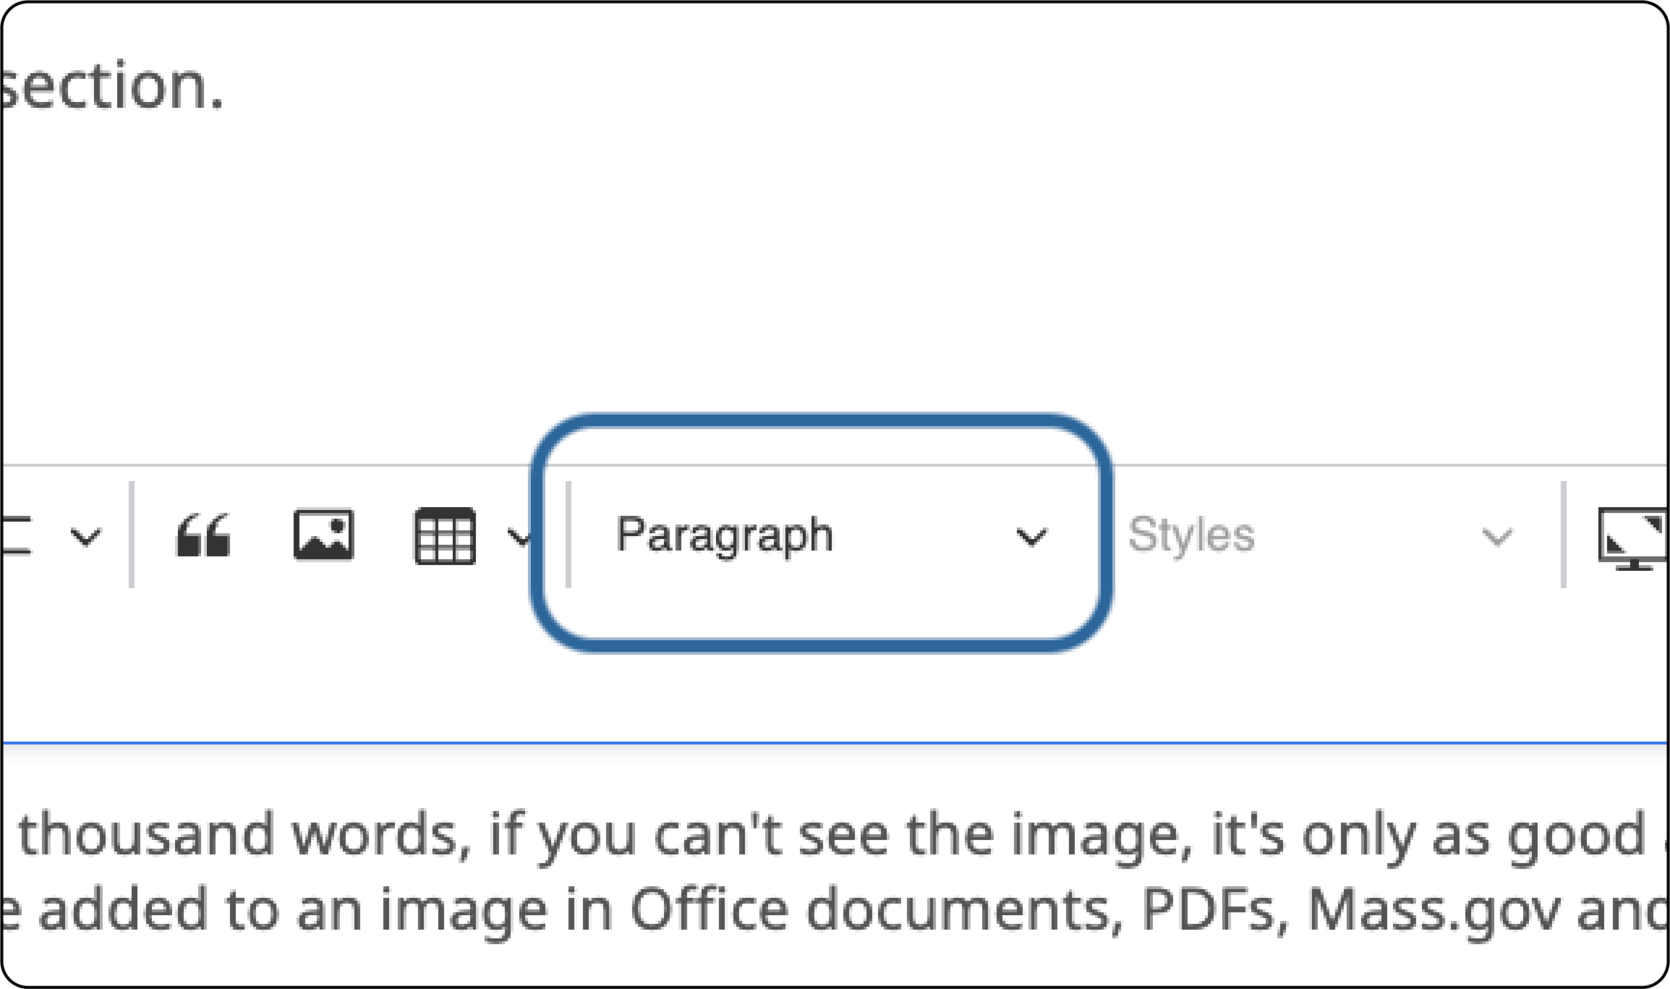 section.
Paragraph Styles
thousand words, if you can't see the image, it's only as good
added to an image in Office documents, PDFs, Mass.gov and